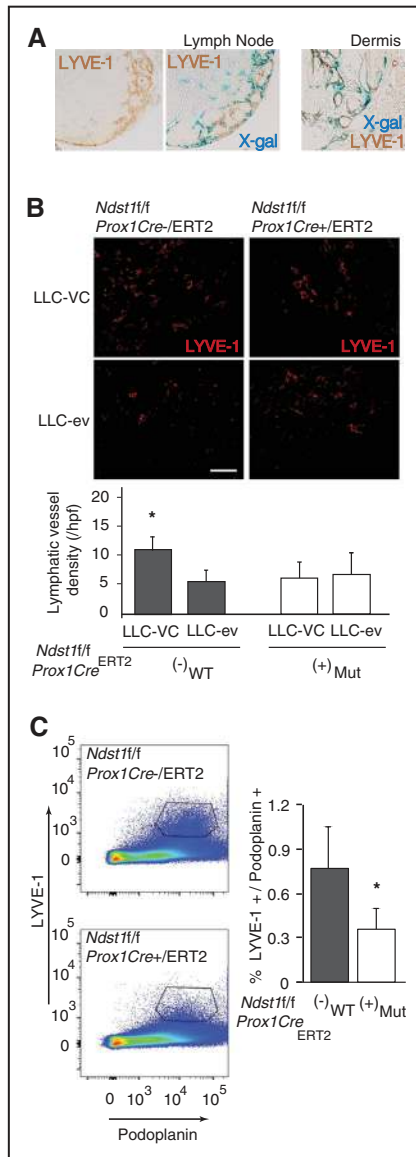 A
Lymph Node
Dermis
LYVE-1
LYVE-1
X-gal
X-gal
LYVE-1
B
Ndst1f/f
Prox1Cre-/ERT2
Ndst1f/f
Prox1Cre+/ERT2
LLC-VC
LYVE-1
LYVE-1
LLC-ev
Lymphatic vessel
density (/hpf)
20
15
10
5
0
*
LLC-VC LLC-ev
LLC-VC LLC-ev
Ndst1f/f
Prox1Cre ERT2
(-) WT
(+) Mut
C
10 5
10 4
10 3
0
Ndst1f/f
Prox1Cre-/ERT2
LYVE-1
10 5
10 4
10 3
0
Ndst1f/f
Prox1Cre+/ERT2
0 10 3 10 4 10 5
Podoplanin
% LYVE-1 + / Podoplanin +
1.2
0.9
0.6
0.3
0
*
Ndst1f/f
Prox1Cre
ERT2
(-) WT (+) Mut